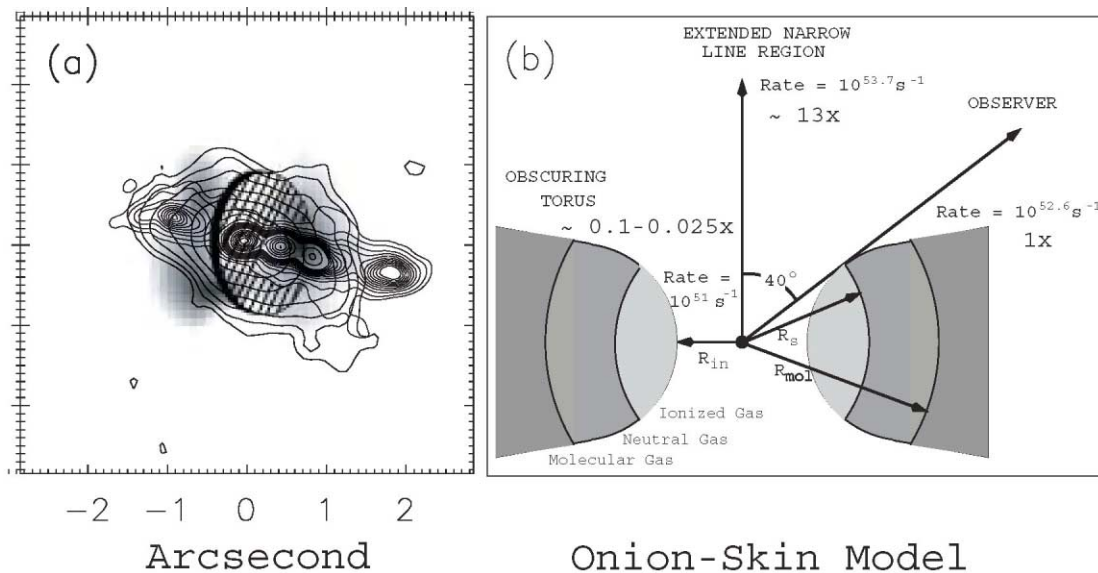 (a)
-2 -1 0 1 2
Arcsecond
(b)
EXTENDED NARROW
LINE REGION
Rate = 10^53.7 s^-1
~ 13x
OBSERVER
OBSCURING
TORUS
~ 0.1-0.025x
Rate = 10^52.6 s^-1
1x
Rate =
10^51 s^-1
40°
R_s
R_in
R_mol
Ionized Gas
Neutral Gas
Molecular Gas
Onion-Skin Model